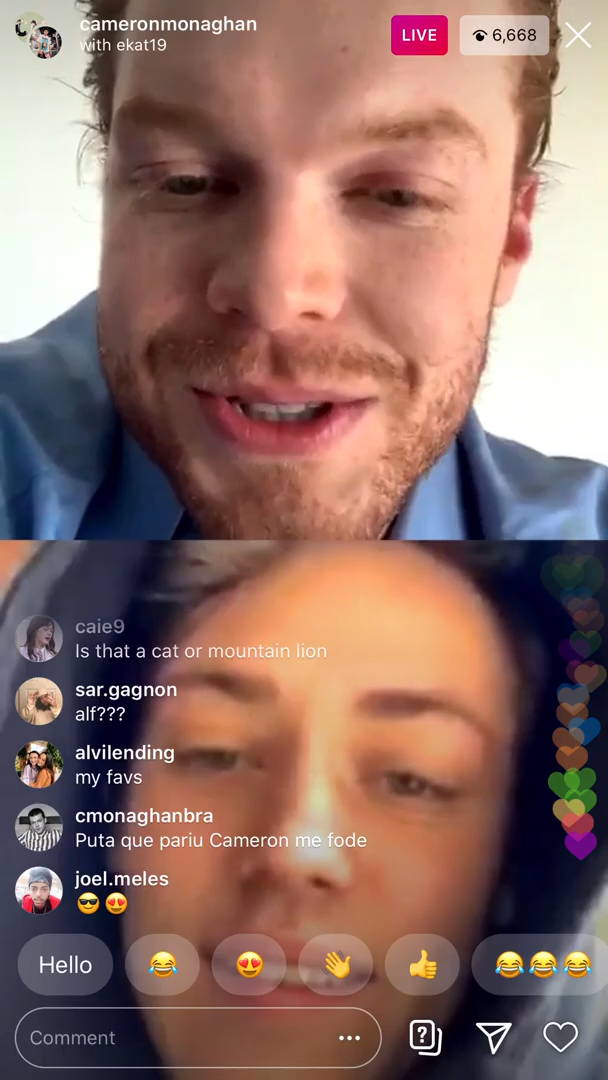 cameronmonaghan
with ekat19
LIVE
6,668
caie9
Is that a cat or mountain lion
sar.gagnon
alf???
alvilending
my favs
cmonaghanbra
Puta que pariu Cameron me fode
joel.meles
😎😍
Hello 😂 😍 👋 👍 😂😂😂
Comment